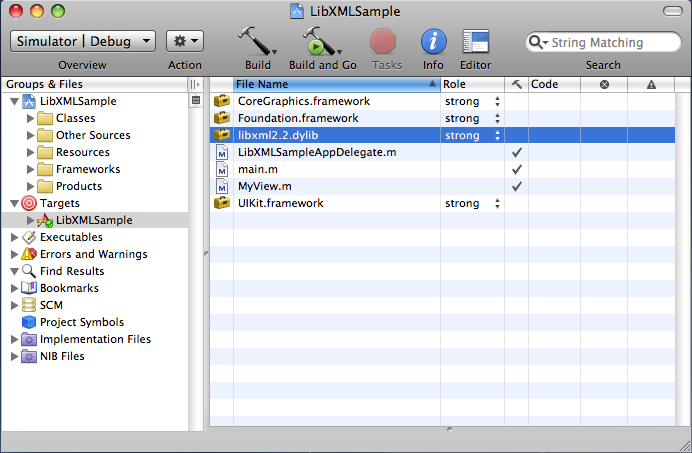 LibXMLSample
Simulator | Debug
Overview
Action
Build
Build and Go
Tasks
Info
Editor
String Matching
Search
Groups & Files
LibXMLSample
Classes
Other Sources
Resources
Frameworks
Products
Targets
LibXMLSample
Executables
Errors and Warnings
Find Results
Bookmarks
SCM
Project Symbols
Implementation Files
NIB Files
File Name Role Code
CoreGraphics.framework strong
Foundation.framework strong
libxml2.2.dylib strong
LibXMLSampleAppDelegate.m
main.m
MyView.m
UIKit.framework strong